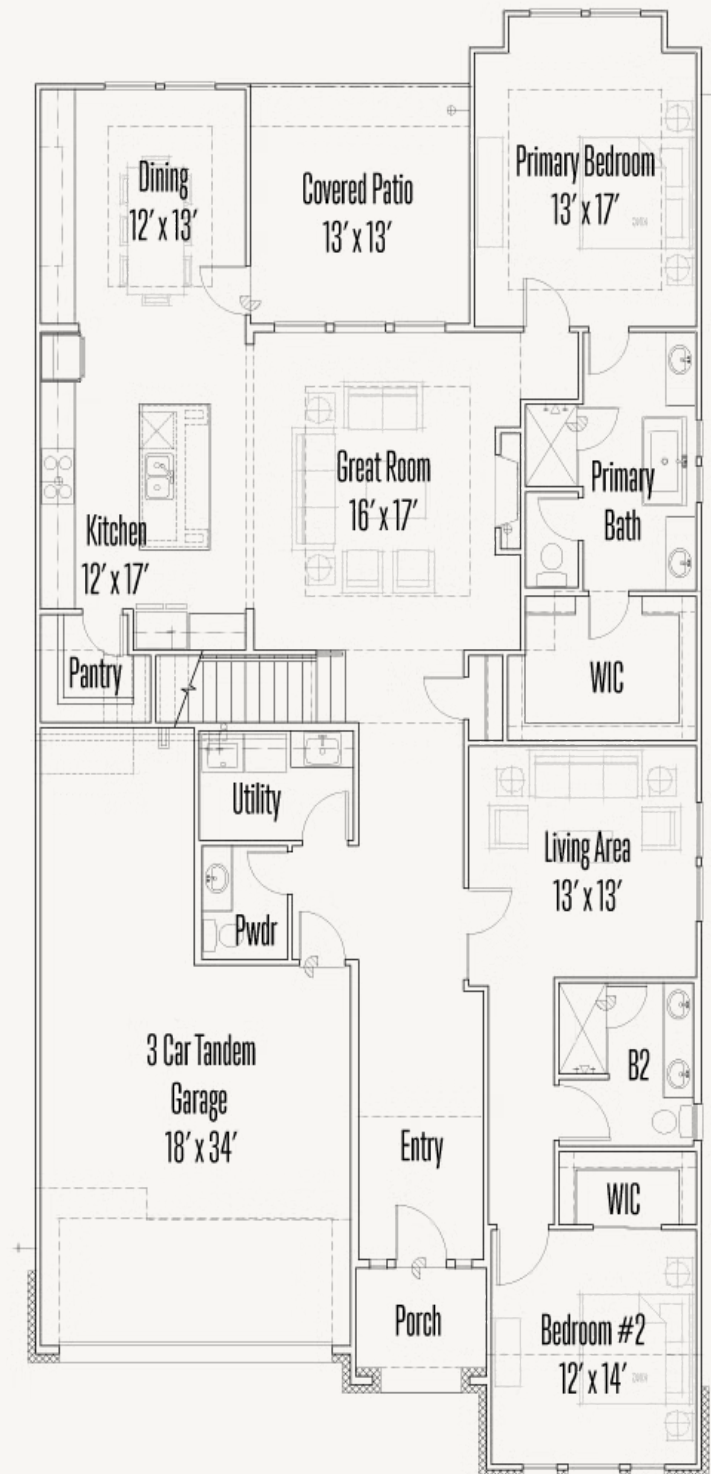 Dining
12' x 13'
Covered Patio
13' x 13'
Primary Bedroom
13' x 17'
Great Room
16' x 17'
Primary
Bath
Kitchen
12' x 17'
Pantry
WIC
Utility
Living Area
13' x 13'
Pwdr
3 Car Tandem
Garage
18' x 34'
B2
Entry
WIC
Porch
Bedroom #2
12' x 14'